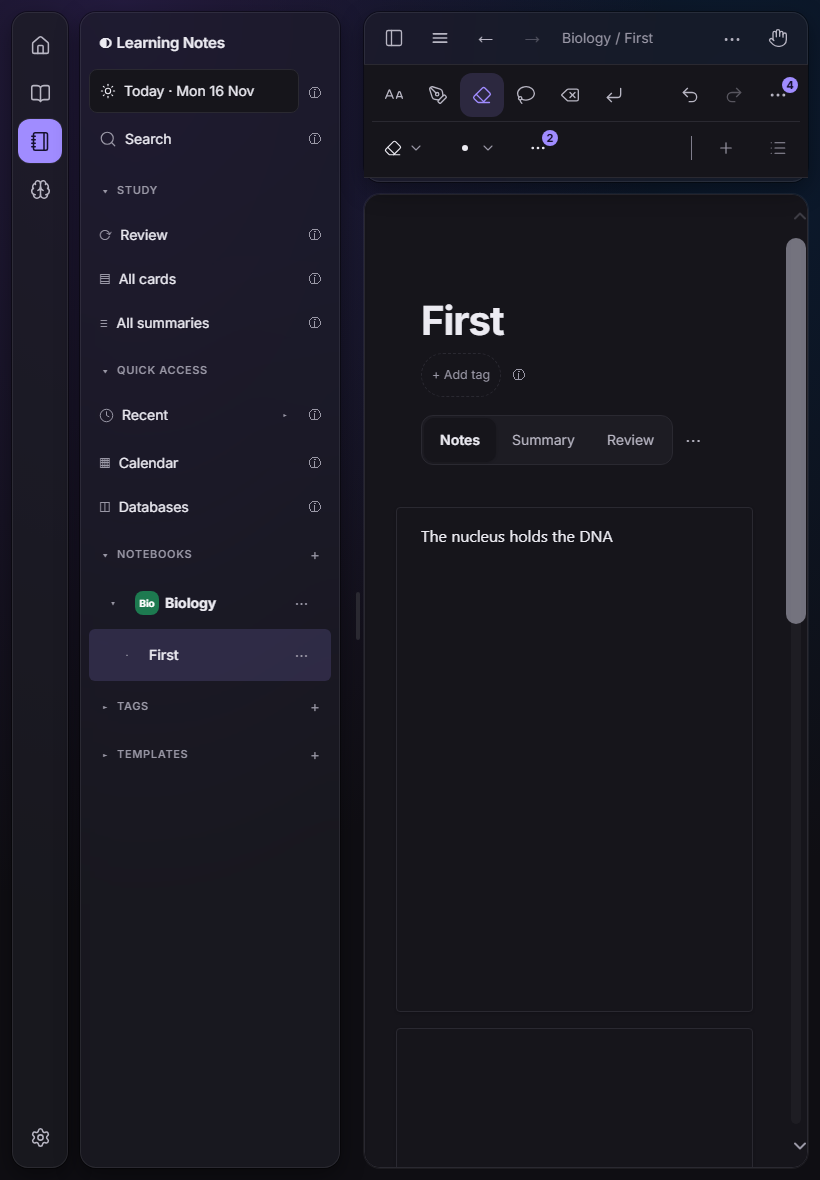 Learning Notes
Today · Mon 16 Nov
Search
STUDY
Review
All cards
All summaries
QUICK ACCESS
Recent
Calendar
Databases
NOTEBOOKS
Bio Biology
First
TAGS
TEMPLATES
Biology / First
AA
4
2
First
+ Add tag
Notes Summary Review
The nucleus holds the DNA